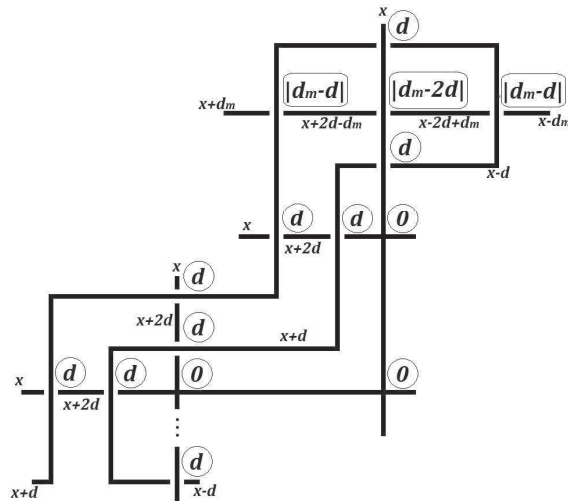 x
d
x+dₘ |dₘ-d| |dₘ-2d| |dₘ-d|
x+2d-dₘ x-2d+dₘ x-dₘ
d
x-d
x d d 0
x+2d
x d
x+2d d x+d
x d d 0 0
x+2d
⋮
d
x+d x-d